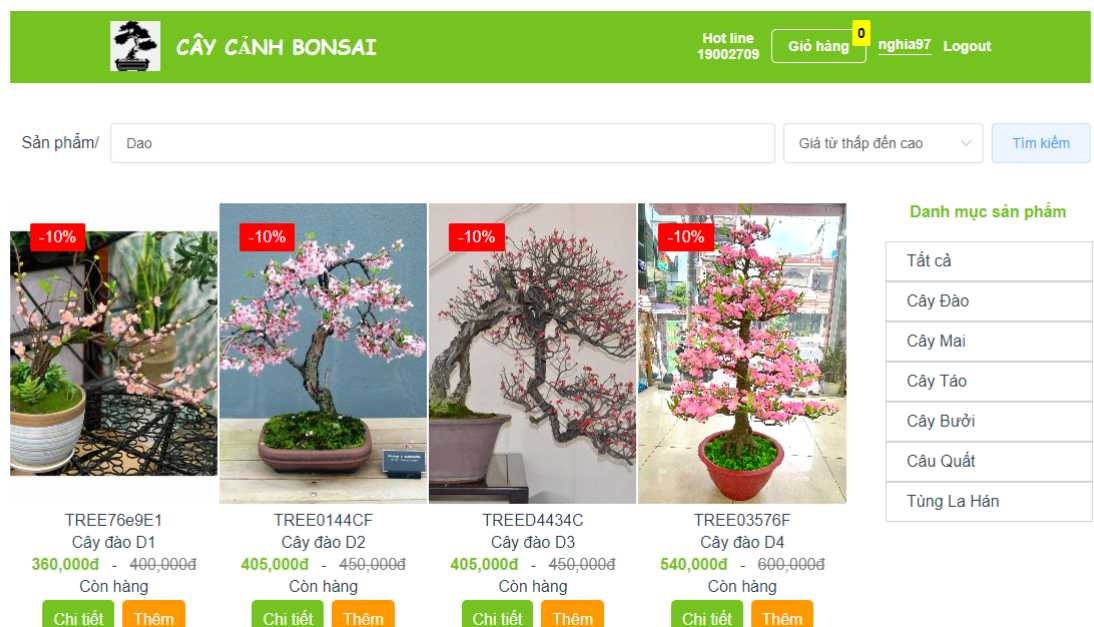 CÂY CẢNH BONSAI
Hot line
19002709
Giỏ hàng
0
nghia97
Logout
Sản phẩm/
Dao
Giá từ thấp đến cao
Tìm kiếm
-10%
-10%
-10%
-10%
TREE76e9E1
Cây đào D1
360,000đ - 400,000đ
Còn hàng
Chi tiết
Thêm
TREE0144CF
Cây đào D2
405,000đ - 450,000đ
Còn hàng
Chi tiết
Thêm
TREED4434C
Cây đào D3
405,000đ - 450,000đ
Còn hàng
Chi tiết
Thêm
TREE03576F
Cây đào D4
540,000đ - 600,000đ
Còn hàng
Chi tiết
Thêm
Danh mục sản phẩm
Tất cả
Cây Đào
Cây Mai
Cây Táo
Cây Bưởi
Câu Quất
Tùng La Hán